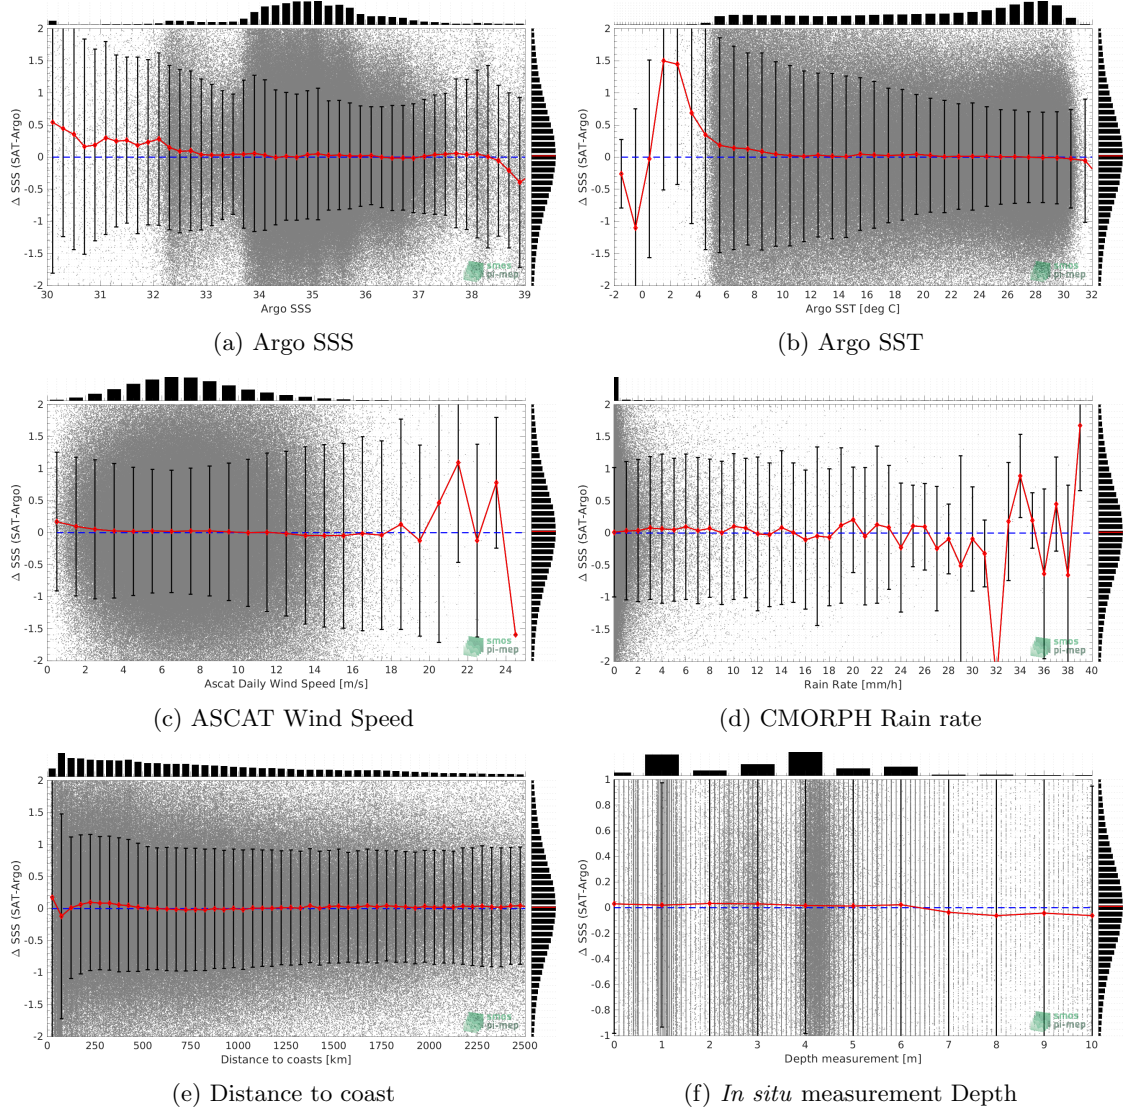 2
1.5
1
0.5
0
-0.5
-1
-1.5
-2
Δ SSS (SAT-Argo)
30 31 32 33 34 35 36 37 38 39
Argo SSS
smos
pi-mep
(a) Argo SSS
2
1.5
1
0.5
0
-0.5
-1
-1.5
-2
Δ SSS (SAT-Argo)
-2 0 2 4 6 8 10 12 14 16 18 20 22 24 26 28 30 32
Argo SST [deg C]
smos
pi-mep
(b) Argo SST
2
1.5
1
0.5
0
-0.5
-1
-1.5
-2
Δ SSS (SAT-Argo)
0 2 4 6 8 10 12 14 16 18 20 22 24
Ascat Daily Wind Speed [m/s]
smos
pi-mep
(c) ASCAT Wind Speed
2
1.5
1
0.5
0
-0.5
-1
-1.5
-2
Δ SSS (SAT-Argo)
0 2 4 6 8 10 12 14 16 18 20 22 24 26 28 30 32 34 36 38 40
Rain Rate [mm/h]
smos
pi-mep
(d) CMORPH Rain rate
2
1.5
1
0.5
0
-0.5
-1
-1.5
-2
Δ SSS (SAT-Argo)
0 250 500 750 1000 1250 1500 1750 2000 2250 2500
Distance to coasts [km]
smos
pi-mep
(e) Distance to coast
1
0.8
0.6
0.4
0.2
0
-0.2
-0.4
-0.6
-0.8
-1
Δ SSS (SAT-Argo)
0 1 2 3 4 5 6 7 8 9 10
Depth measurement [m]
smos
pi-mep
(f) In situ measurement Depth